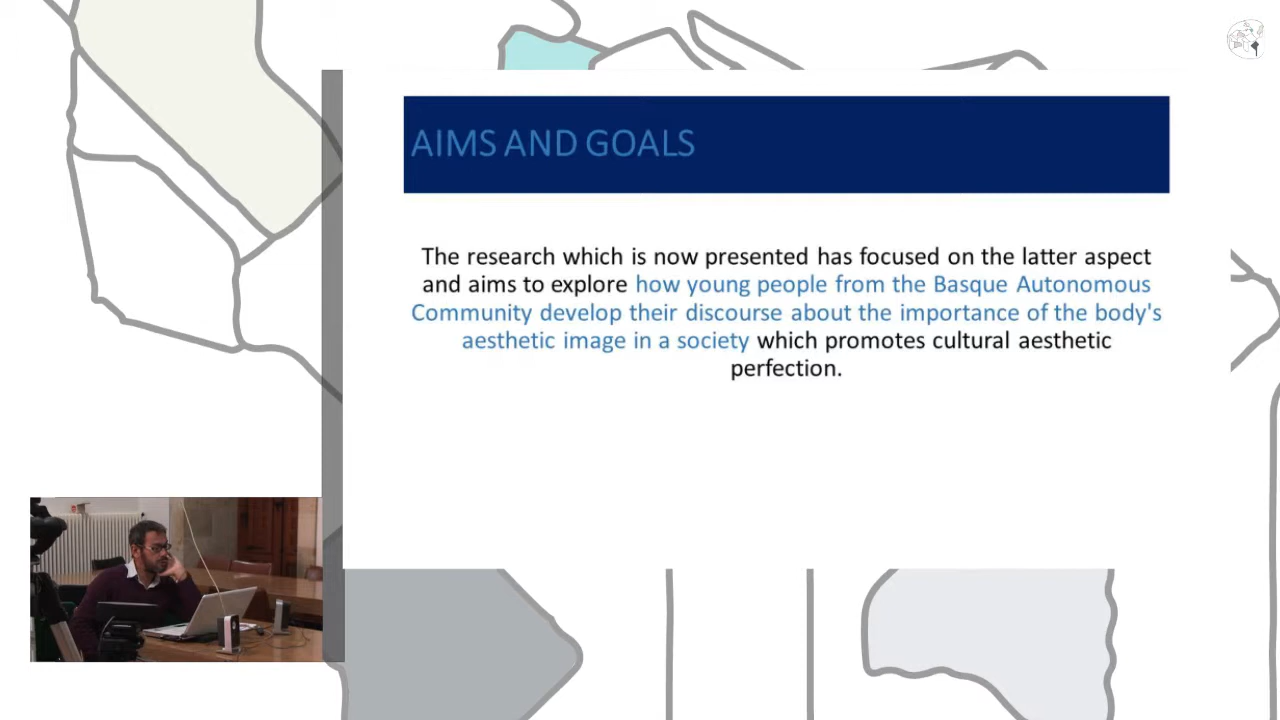 AIMS AND GOALS
The research which is now presented has focused on the latter aspect
and aims to explore how young people from the Basque Autonomous
Community develop their discourse about the importance of the body's
aesthetic image in a society which promotes cultural aesthetic
perfection.